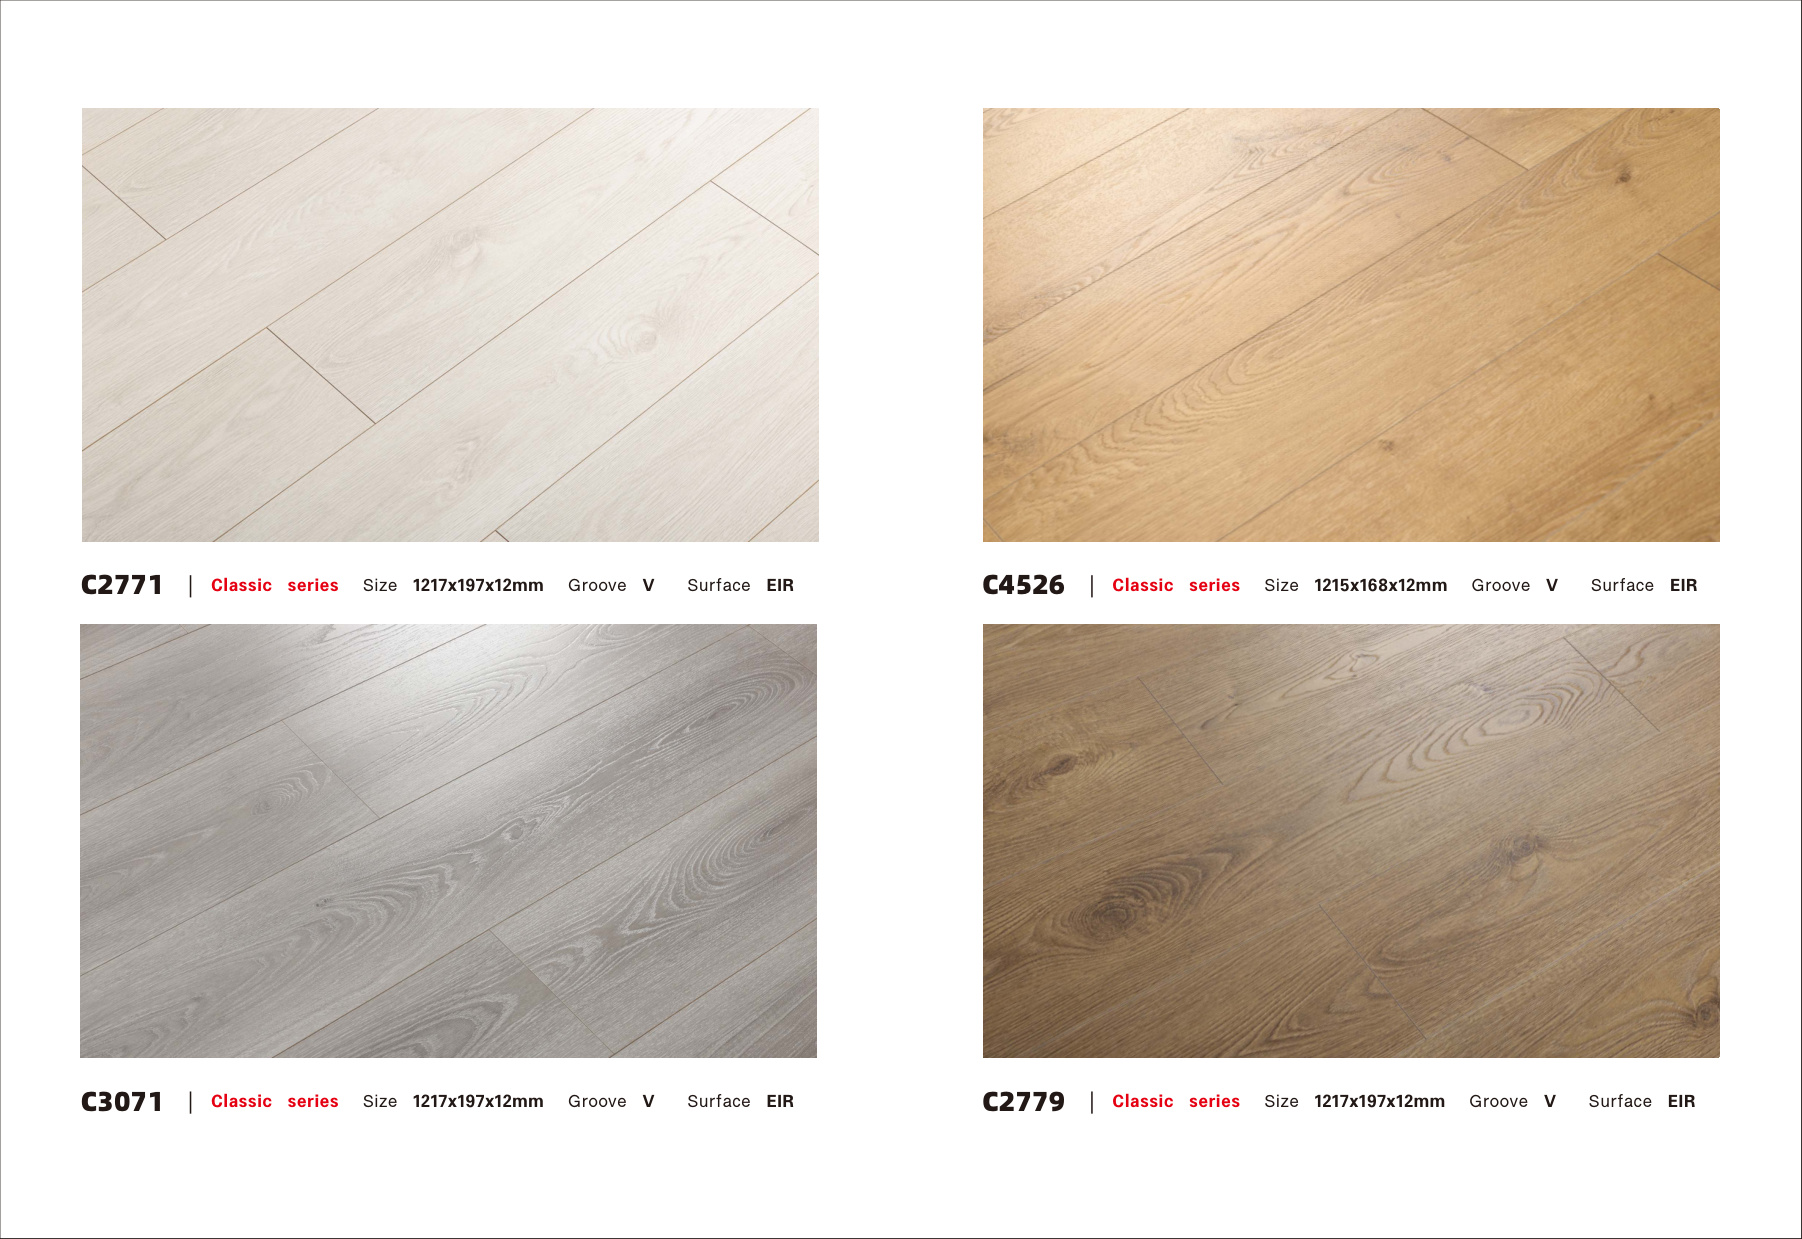 C2771 | Classic series Size 1217x197x12mm Groove V Surface EIR
C4526 | Classic series Size 1215x168x12mm Groove V Surface EIR
C3071 | Classic series Size 1217x197x12mm Groove V Surface EIR
C2779 | Classic series Size 1217x197x12mm Groove V Surface EIR